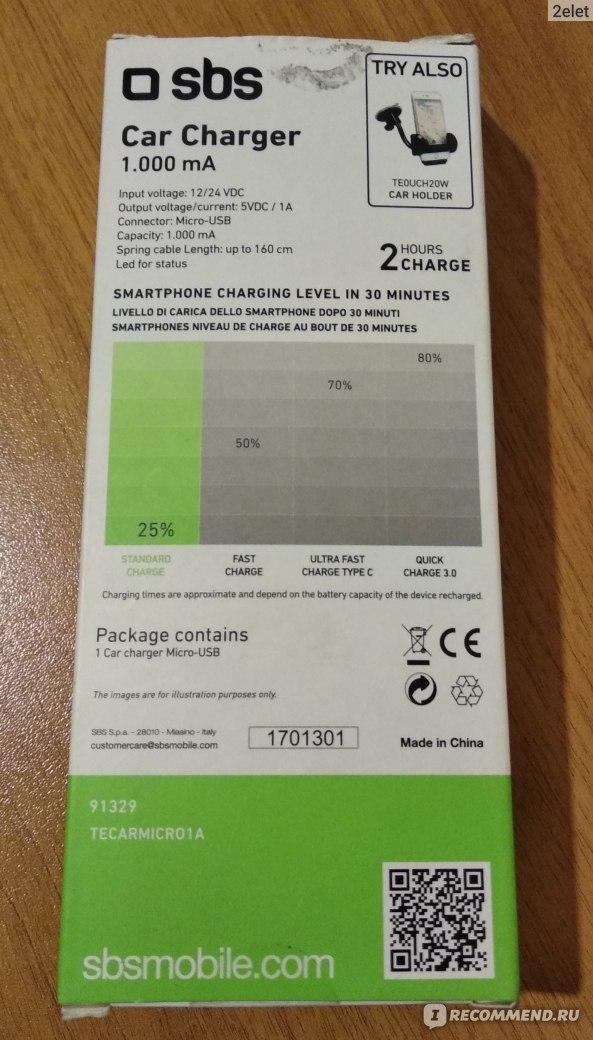 2elet
sbs
TRY ALSO
TE0UCH20W
CAR HOLDER
Car Charger
1.000 mA
Input voltage: 12/24 VDC
Output voltage/current: 5VDC / 1A
Connector: Micro-USB
Capacity: 1.000 mA
Spring cable Length: up to 160 cm
Led for status
2 HOURS
CHARGE
SMARTPHONE CHARGING LEVEL IN 30 MINUTES
LIVELLO DI CARICA DELLO SMARTPHONE DOPO 30 MINUTI
SMARTPHONES NIVEAU DE CHARGE AU BOUT DE 30 MINUTES
80%
70%
50%
25%
STANDARD
CHARGE
FAST
CHARGE
ULTRA FAST
CHARGE TYPE C
QUICK
CHARGE 3.0
Charging times are approximate and depend on the battery capacity of the device recharged.
Package contains
1 Car charger Micro-USB
CE
The images are for illustration purposes only.
SBS S.p.a. - 28010 - Miasino - Italy
customercare@sbsmobile.com
1701301
Made in China
91329
TECARMICRO1A
sbsmobile.com
I RECOMMEND.RU